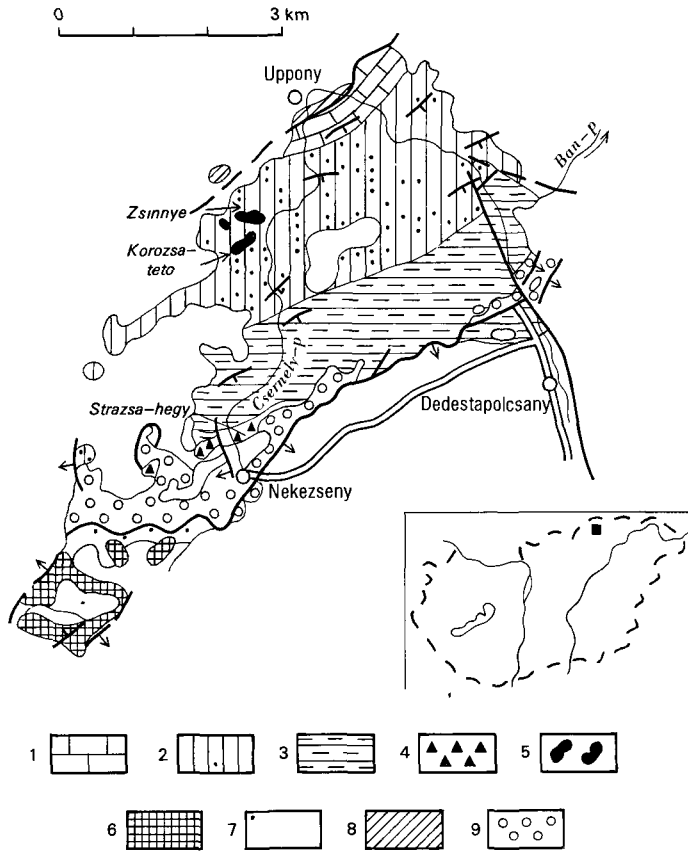 0 3 km
Uppony
Ban-p
Zsinnye
Korozsa-
teto
Csernely-p
Strazsa-hegy
Dedestapolcsany
Nekezseny
1 2 3 4 5
6 7 8 9